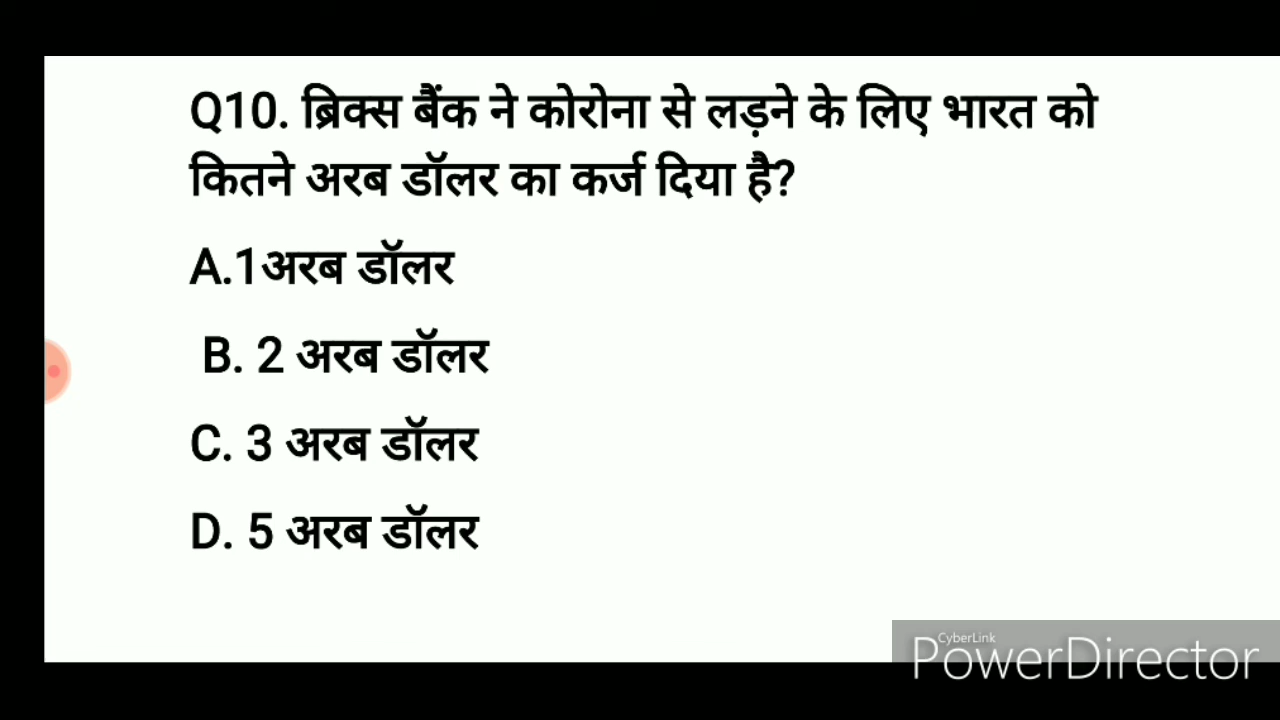 Q10. ब्रिक्स बैंक ने कोरोना से लड़ने के लिए भारत को
कितने अरब डॉलर का कर्ज दिया है?
A.1अरब डॉलर
B. 2 अरब डॉलर
C. 3 अरब डॉलर
D. 5 अरब डॉलर
CyberLink
PowerDirector